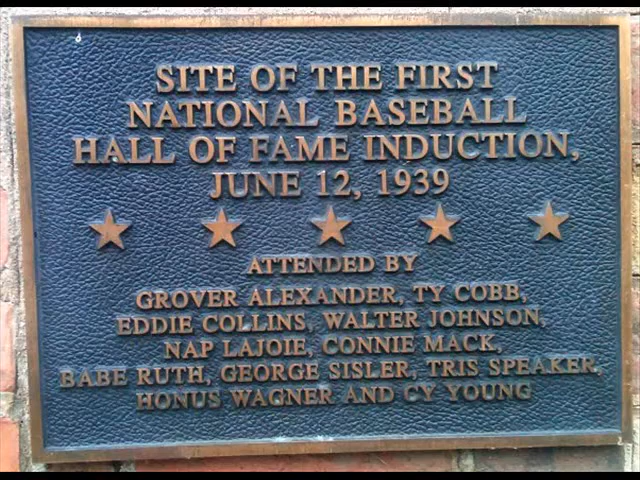 SITE OF THE FIRST
NATIONAL BASEBALL
HALL OF FAME INDUCTION,
JUNE 12, 1939
ATTENDED BY
GROVER ALEXANDER, TY COBB,
EDDIE COLLINS, WALTER JOHNSON,
NAP LAJOIE, CONNIE MACK,
BABE RUTH, GEORGE SISLER, TRIS SPEAKER,
HONUS WAGNER AND CY YOUNG